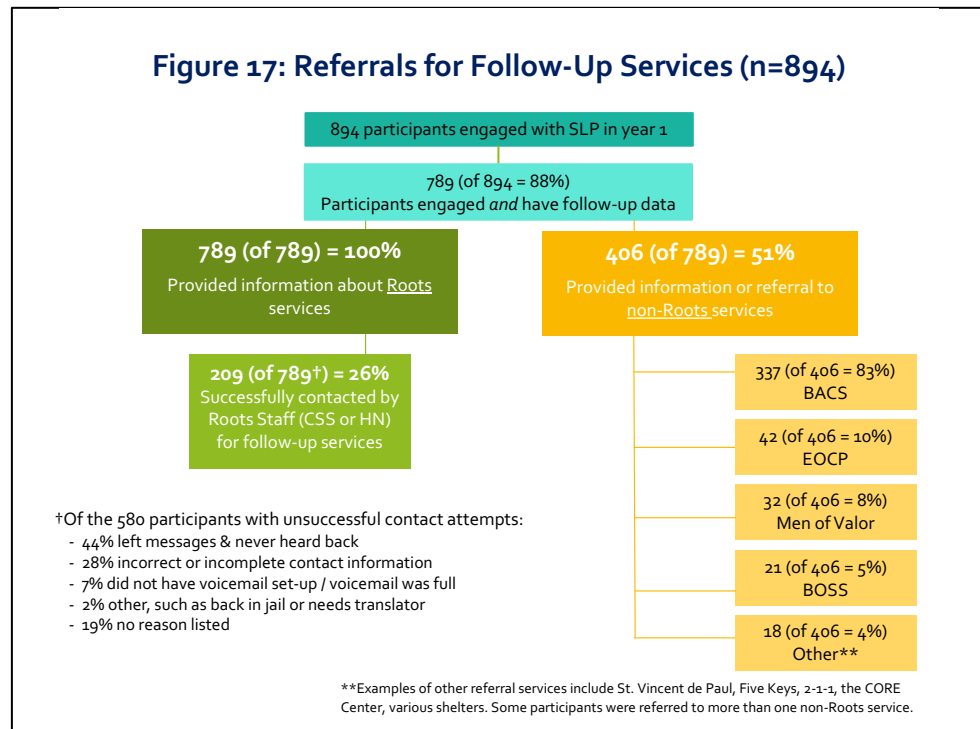 Figure 17: Referrals for Follow-Up Services (n=894)
894 participants engaged with SLP in year 1
789 (of 894 = 88%)
Participants engaged and have follow-up data
789 (of 789) = 100%
Provided information about Roots
services
406 (of 789) = 51%
Provided information or referral to
non-Roots services
209 (of 789†) = 26%
Successfully contacted by
Roots Staff (CSS or HN)
for follow-up services
337 (of 406 = 83%)
BACS
42 (of 406 = 10%)
EOCP
32 (of 406 = 8%)
Men of Valor
21 (of 406 = 5%)
BOSS
18 (of 406 = 4%)
Other**
†Of the 580 participants with unsuccessful contact attempts:
- 44% left messages & never heard back
- 28% incorrect or incomplete contact information
- 7% did not have voicemail set-up / voicemail was full
- 2% other, such as back in jail or needs translator
- 19% no reason listed
**Examples of other referral services include St. Vincent de Paul, Five Keys, 2-1-1, the CORE
Center, various shelters. Some participants were referred to more than one non-Roots service.